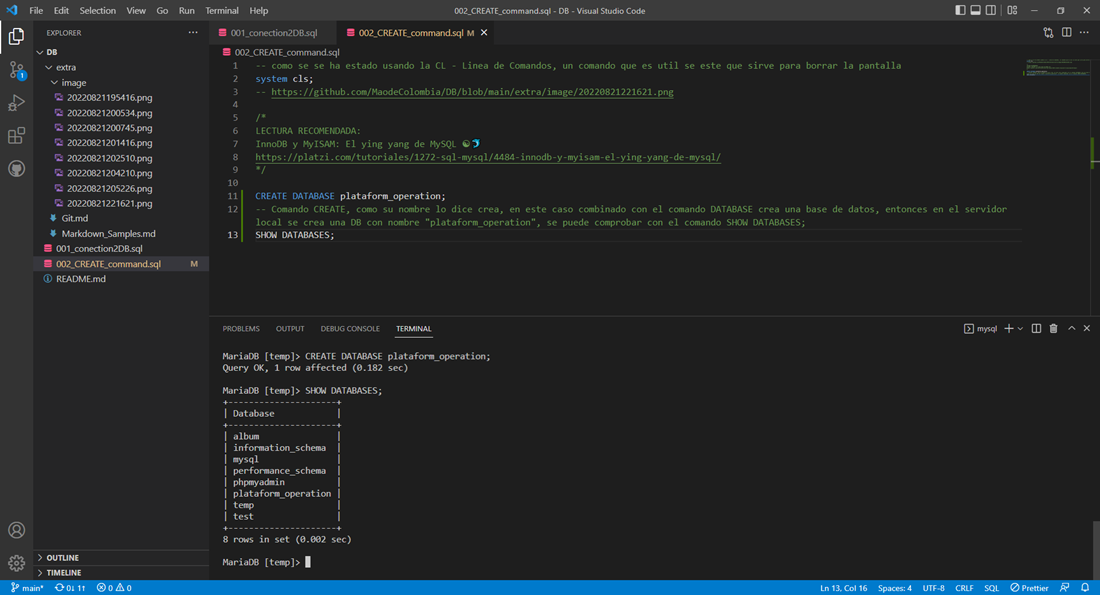 File Edit Selection View Go Run Terminal Help 002_CREATE_command.sql - DB - Visual Studio Code
EXPLORER
DB
extra
image
20220821195416.png
20220821200534.png
20220821200745.png
20220821201416.png
20220821202510.png
20220821204210.png
20220821205226.png
20220821221621.png
Git.md
Markdown_Samples.md
001_conection2DB.sql
002_CREATE_command.sql M
README.md
OUTLINE
TIMELINE
1
001_conection2DB.sql 002_CREATE_command.sql M
002_CREATE_command.sql
1 -- como se se ha estado usando la CL - Linea de Comandos, un comando que es util se este que sirve para borrar la pantalla
2 system cls;
3 -- https://github.com/MaodeColombia/DB/blob/main/extra/image/20220821221621.png
4
5 /*
6 LECTURA RECOMENDADA:
7 InnoDB y MyISAM: El ying yang de MySQL ☯🐬
8 https://platzi.com/tutoriales/1272-sql-mysql/4484-innodb-y-myisam-el-ying-yang-de-mysql/
9 */
10
11 CREATE DATABASE plataform_operation;
12 -- Comando CREATE, como su nombre lo dice crea, en este caso combinado con el comando DATABASE crea una base de datos, entonces en el servidor
local se crea una DB con nombre "plataform_operation", se puede comprobar con el comando SHOW DATABASES;
13 SHOW DATABASES;
PROBLEMS OUTPUT DEBUG CONSOLE TERMINAL mysql
MariaDB [temp]> CREATE DATABASE plataform_operation;
Query OK, 1 row affected (0.182 sec)
MariaDB [temp]> SHOW DATABASES;
+--------------------+
| Database |
+--------------------+
| album |
| information_schema |
| mysql |
| performance_schema |
| phpmyadmin |
| plataform_operation |
| temp |
| test |
+--------------------+
8 rows in set (0.002 sec)
MariaDB [temp]>
main* 0↓ 1↑ 0 0 Ln 13, Col 16 Spaces: 4 UTF-8 CRLF SQL Prettier